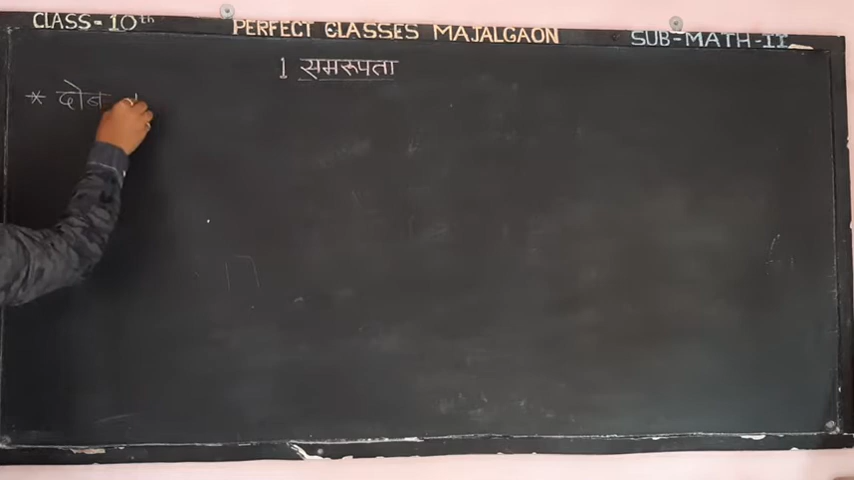 CLASS-10th
PERFECT CLASSES MAJALGAON
SUB-MATH-II
1 समरुपता
*